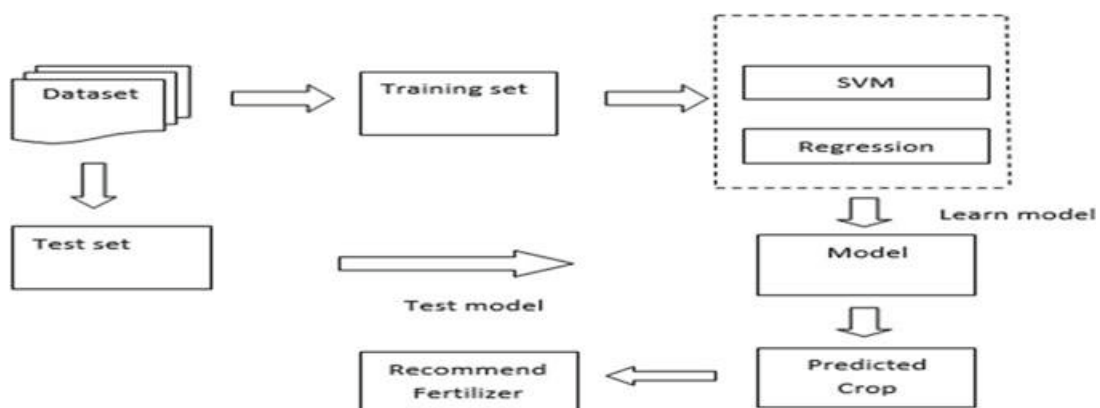 Dataset
Training set
SVM
Regression
Learn model
Test set
Model
Test model
Recommend
Fertilizer
Predicted
Crop